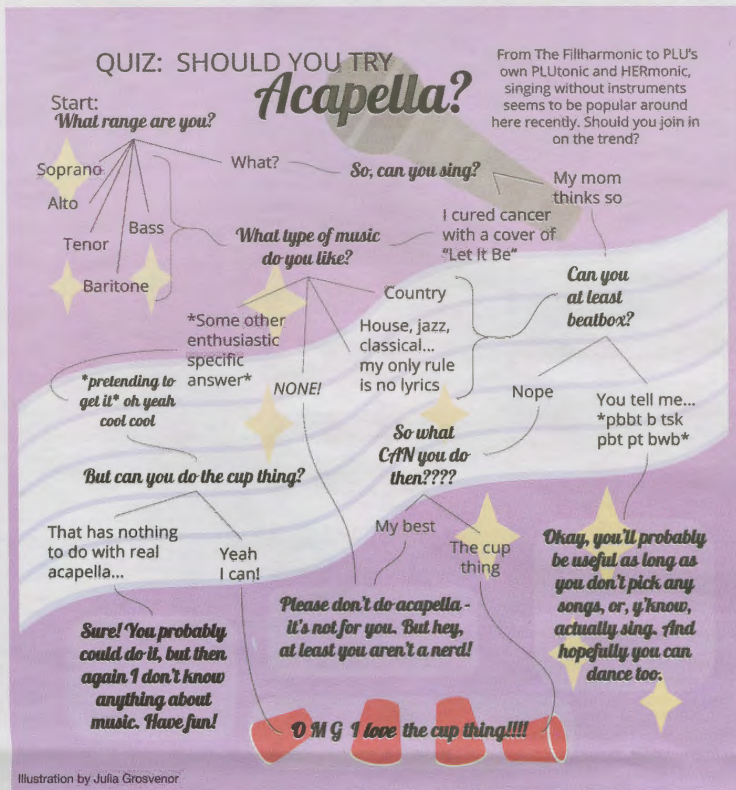 QUIZ: SHOULD YOU TRY
Acapella?
From The Fillharmonic to PLU's
own PLUtonic and HERmonic,
singing without instruments
seems to be popular around
here recently. Should you join in
on the trend?
Start:
What range are you?
Soprano
Alto
Tenor
Bass
Baritone
What?
So, can you sing?
My mom
thinks so
I cured cancer
with a cover of
"Let It Be"
What type of music
do you like?
Can you
at least
beatbox?
Country
House, jazz,
classical...
my only rule
is no lyrics
*Some other
enthusiastic
specific
answer*
NONE!
*pretending to
get it* oh yeah
cool cool
Nope
You tell me...
*pbbt b tsk
pbt pt bwb*
So what
CAN you do
then????
But can you do the cup thing?
My best
The cup
thing
That has nothing
to do with real
acapella...
Yeah
I can!
Okay, you'll probably
be useful as long as
you don't pick any
songs, or, y'know,
actually sing. And
hopefully you can
dance too.
Please don't do acapella -
it's not for you. But hey,
at least you aren't a nerd!
Sure! You probably
could do it, but then
again I don't know
anything about
music. Have fun!
O M G I love the cup thing!!!!
Illustration by Julia Grosvenor